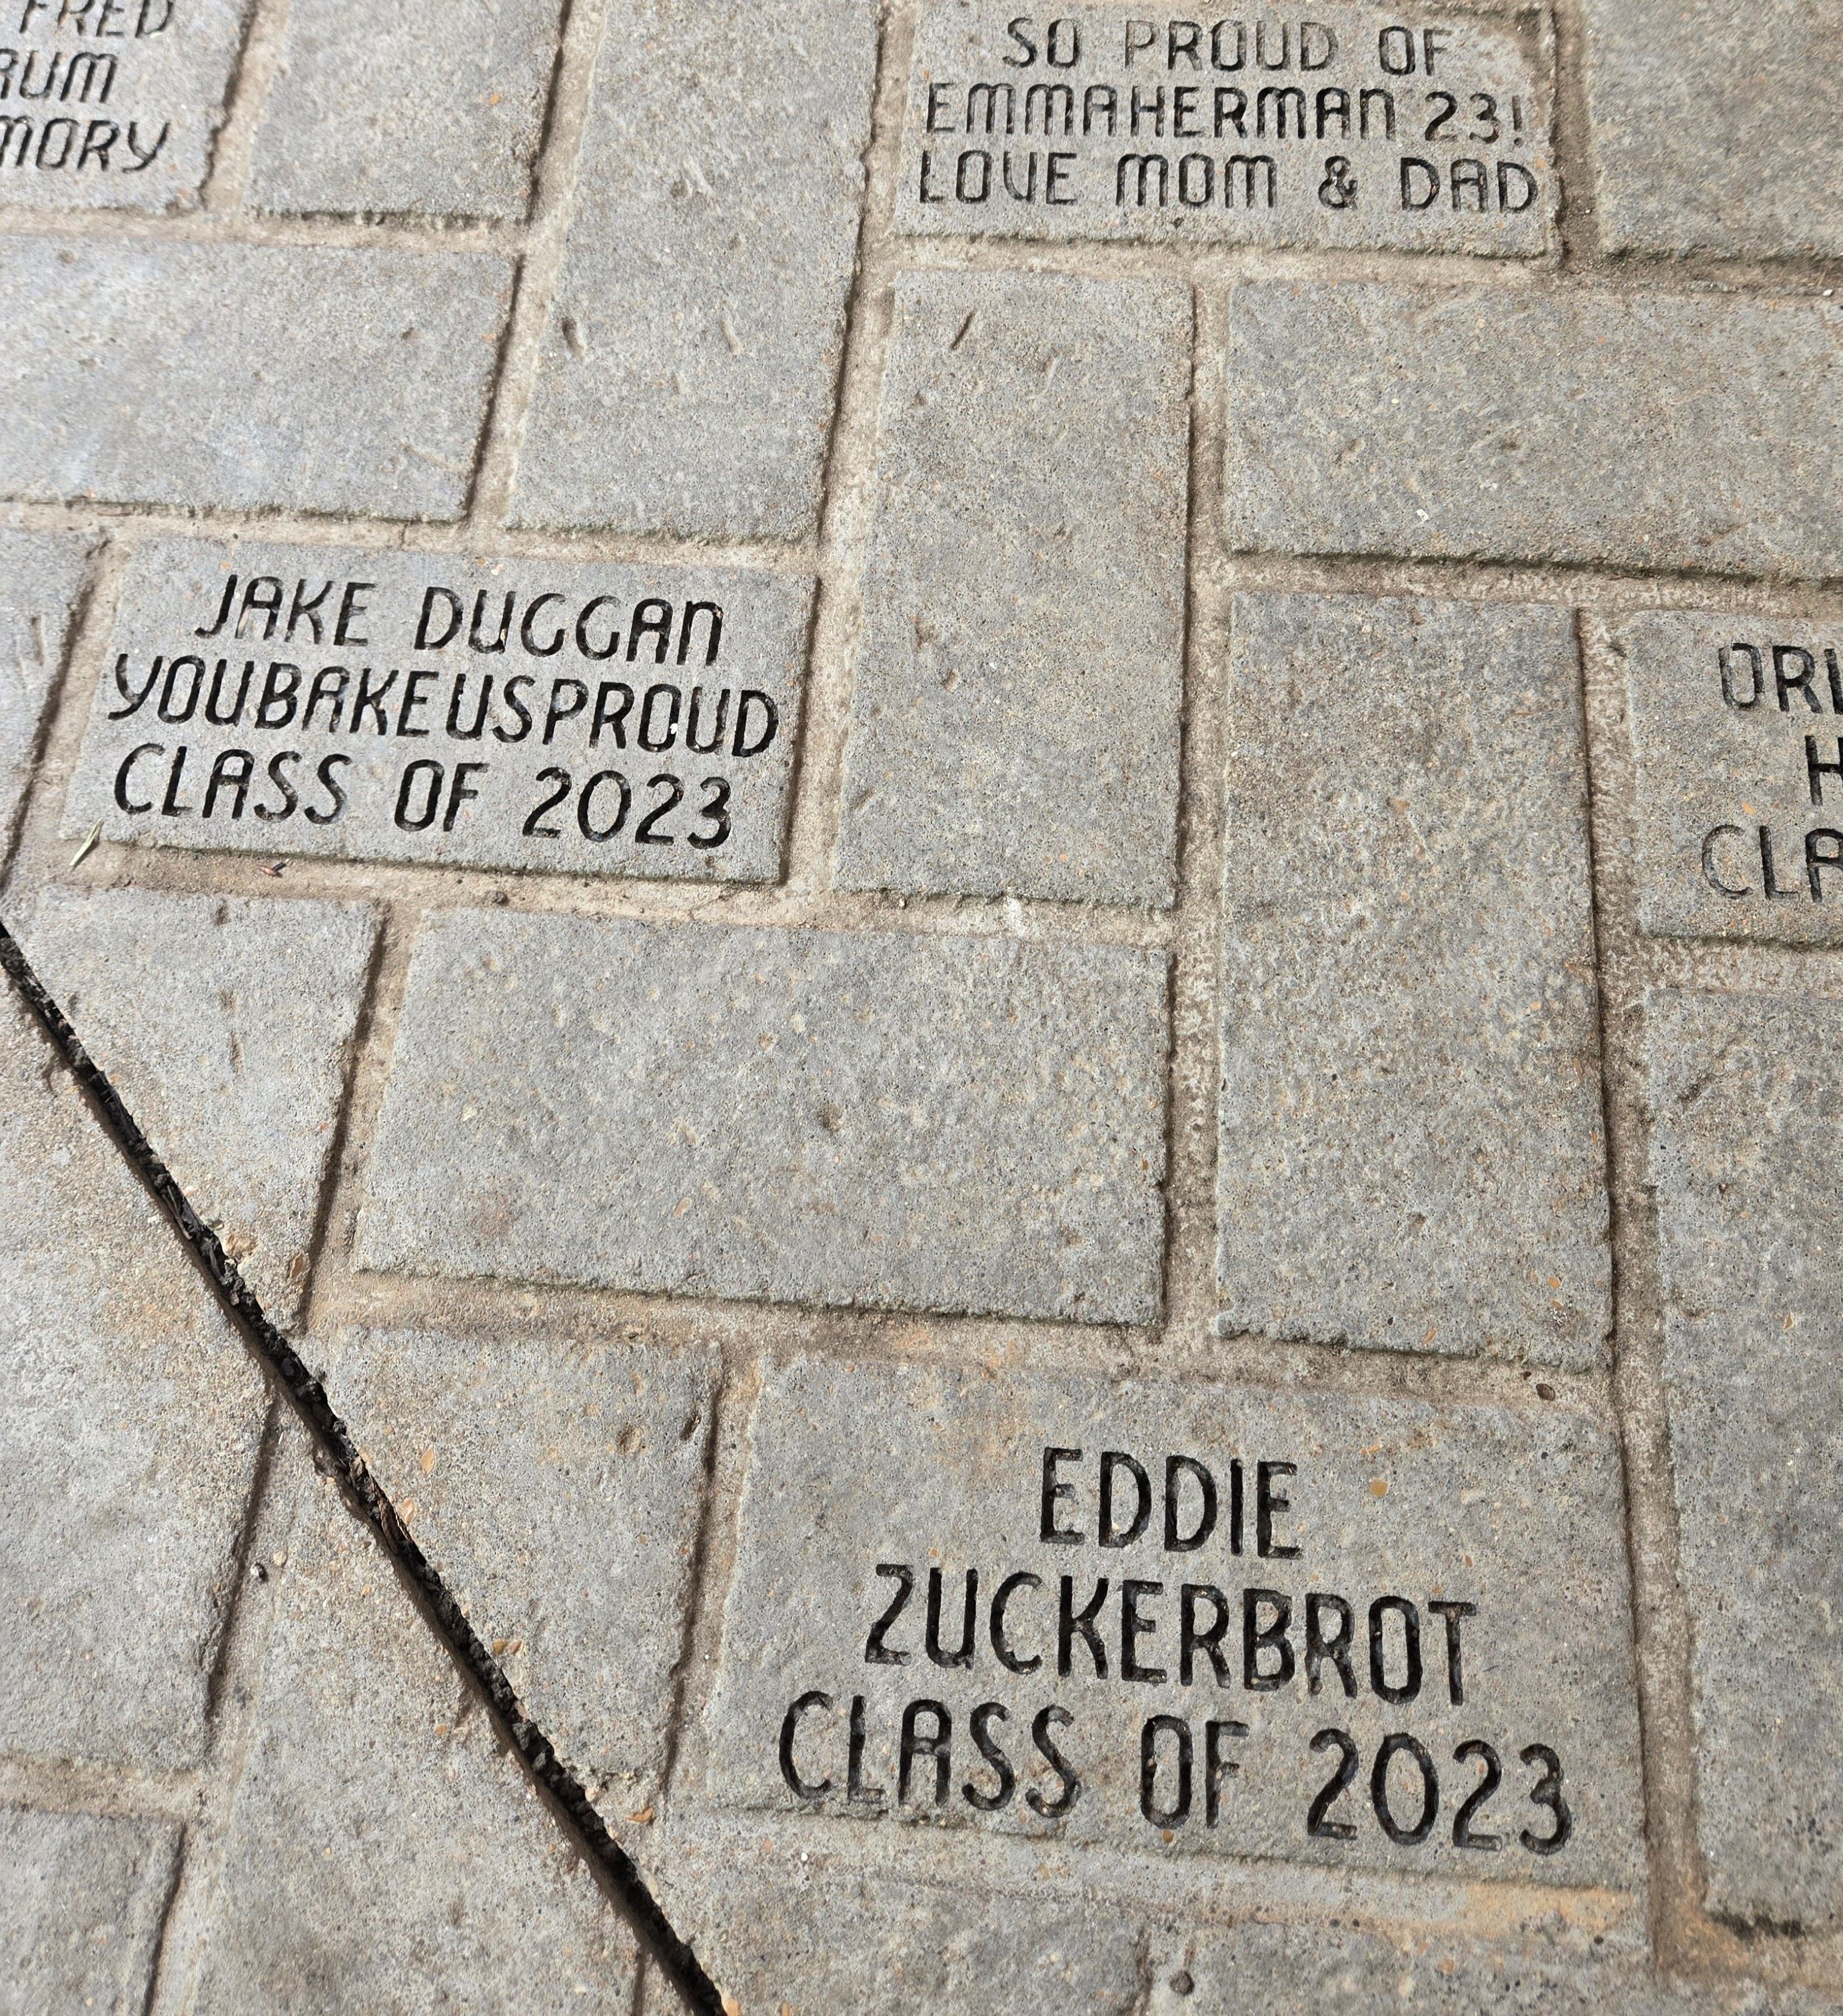 FRED
SO PROUD OF
EMMAHERMAN 23!
LOVE MOM & DAD
JAKE DUGGAN
YOUBAKEUSPROUD
CLASS OF 2023
EDDIE
ZUCKERBROT
CLASS OF 2023